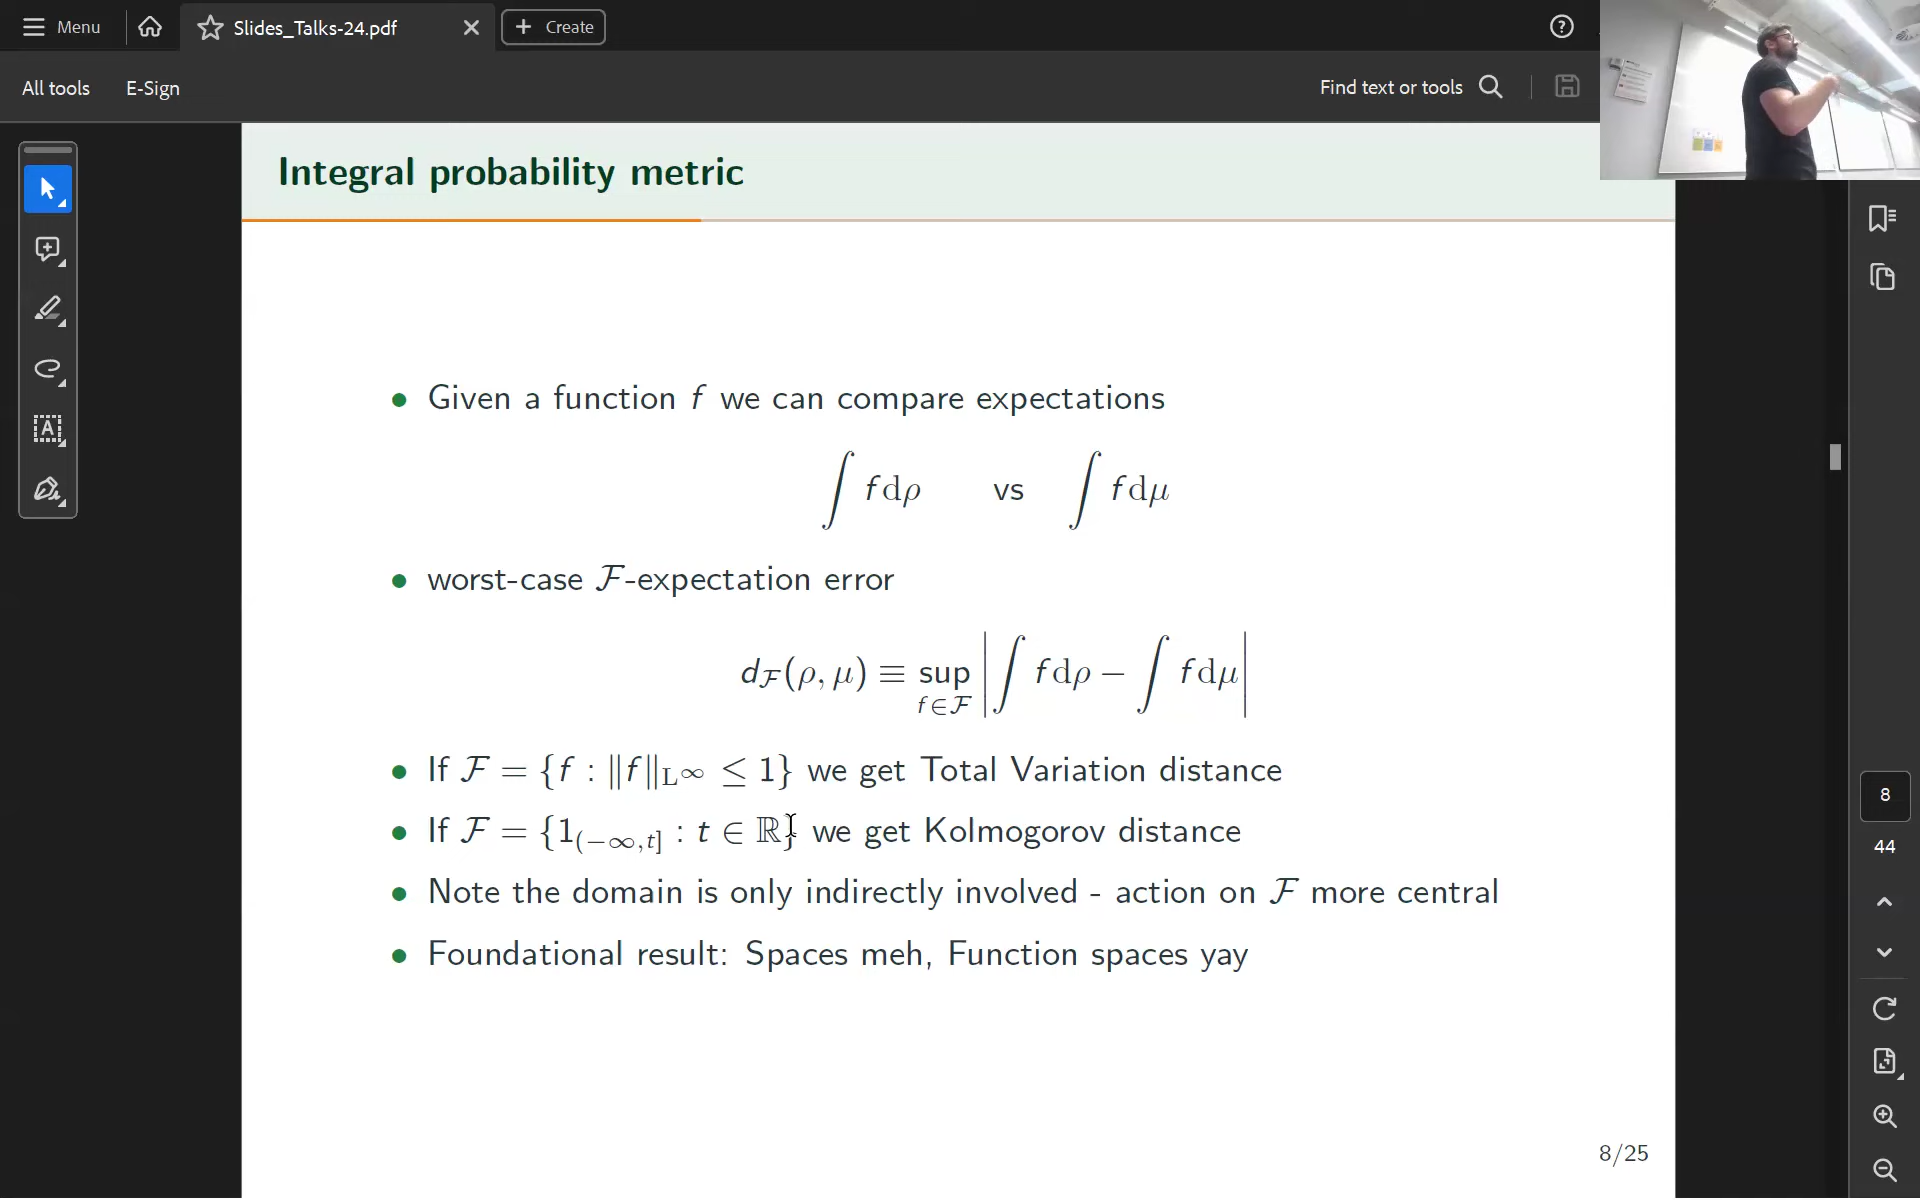 Menu
Slides_Talks-24.pdf
Create
All tools
E-Sign
Find text or tools
Integral probability metric
Given a function f we can compare expectations
∫ f dρ vs ∫ f dμ
worst-case ℱ-expectation error
d_ℱ(ρ, μ) ≡ sup_{f∈ℱ} |∫ f dρ − ∫ f dμ|
If ℱ = {f : ‖f‖_{L^∞} ≤ 1} we get Total Variation distance
If ℱ = {1_{(−∞,t]} : t ∈ ℝ} we get Kolmogorov distance
Note the domain is only indirectly involved - action on ℱ more central
Foundational result: Spaces meh, Function spaces yay
8/25
8
44